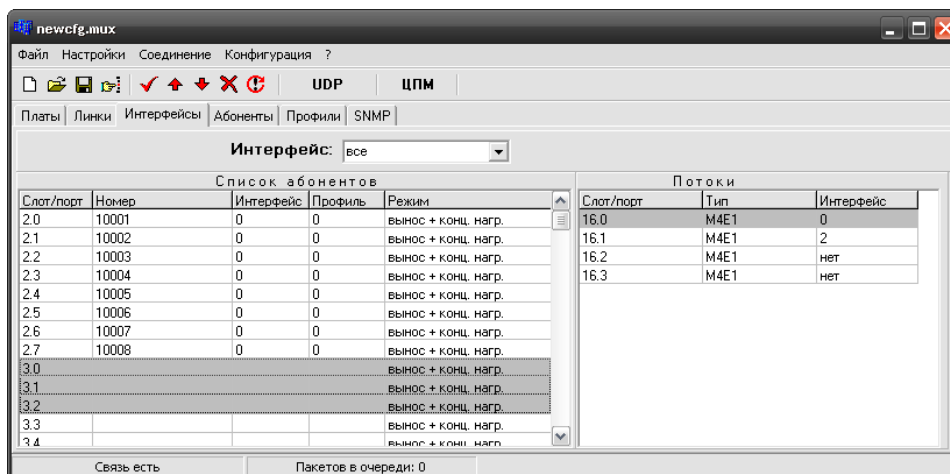 newcfg.mux
Файл Настройки Соединение Конфигурация ?
UDP ЦПМ
Платы Линки Интерфейсы Абоненты Профили SNMP
Интерфейс: все
Список абонентов
Слот/порт Номер Интерфейс Профиль Режим
2.0 10001 0 0 вынос + конц. нагр.
2.1 10002 0 0 вынос + конц. нагр.
2.2 10003 0 0 вынос + конц. нагр.
2.3 10004 0 0 вынос + конц. нагр.
2.4 10005 0 0 вынос + конц. нагр.
2.5 10006 0 0 вынос + конц. нагр.
2.6 10007 0 0 вынос + конц. нагр.
2.7 10008 0 0 вынос + конц. нагр.
3.0 вынос + конц. нагр.
3.1 вынос + конц. нагр.
3.2 вынос + конц. нагр.
3.3 вынос + конц. нагр.
3.4 вынос + конц. нагр.
Потоки
Слот/порт Тип Интерфейс
16.0 M4E1 0
16.1 M4E1 2
16.2 M4E1 нет
16.3 M4E1 нет
Связь есть Пакетов в очереди: 0